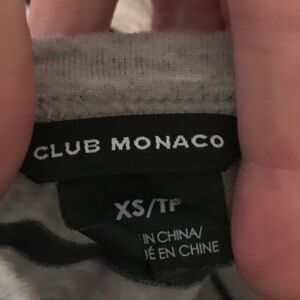 CLUB MONACO
XS/TP
IN CHINA/
EN CHINE